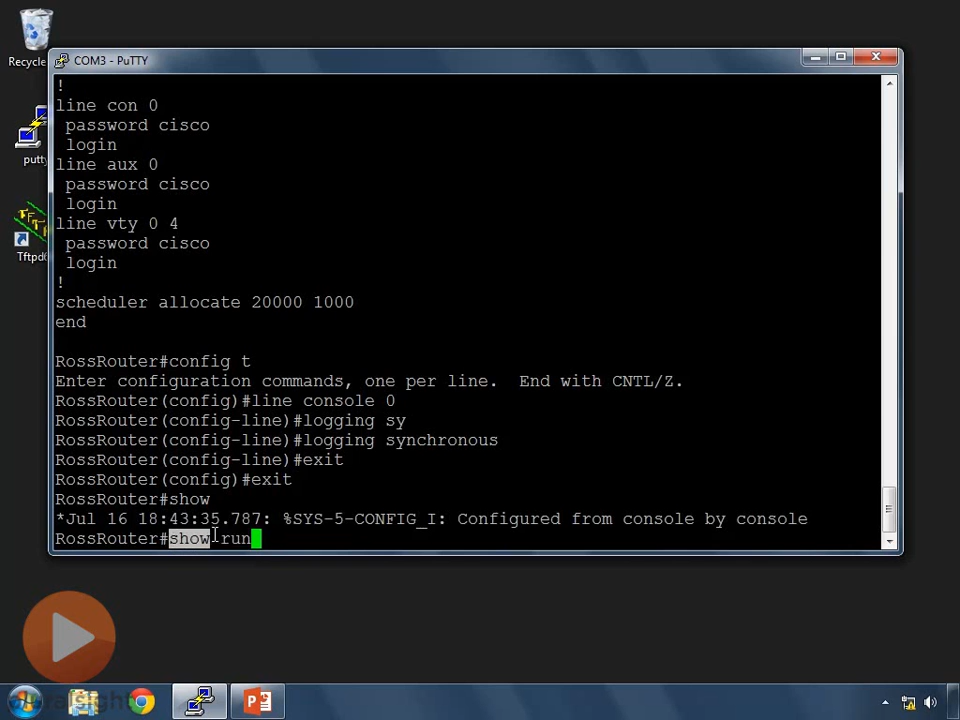 Recycle
COM3 - PuTTY
!
line con 0
password cisco
login
line aux 0
password cisco
putty
login
line vty 0 4
password cisco
Tftpd
login
!
scheduler allocate 20000 1000
end
RossRouter#config t
Enter configuration commands, one per line.  End with CNTL/Z.
RossRouter(config)#line console 0
RossRouter(config-line)#logging sy
RossRouter(config-line)#logging synchronous
RossRouter(config-line)#exit
RossRouter(config)#exit
RossRouter#show
*Jul 16 18:43:35.787: %SYS-5-CONFIG_I: Configured from console by console
RossRouter#show run
pluralsight